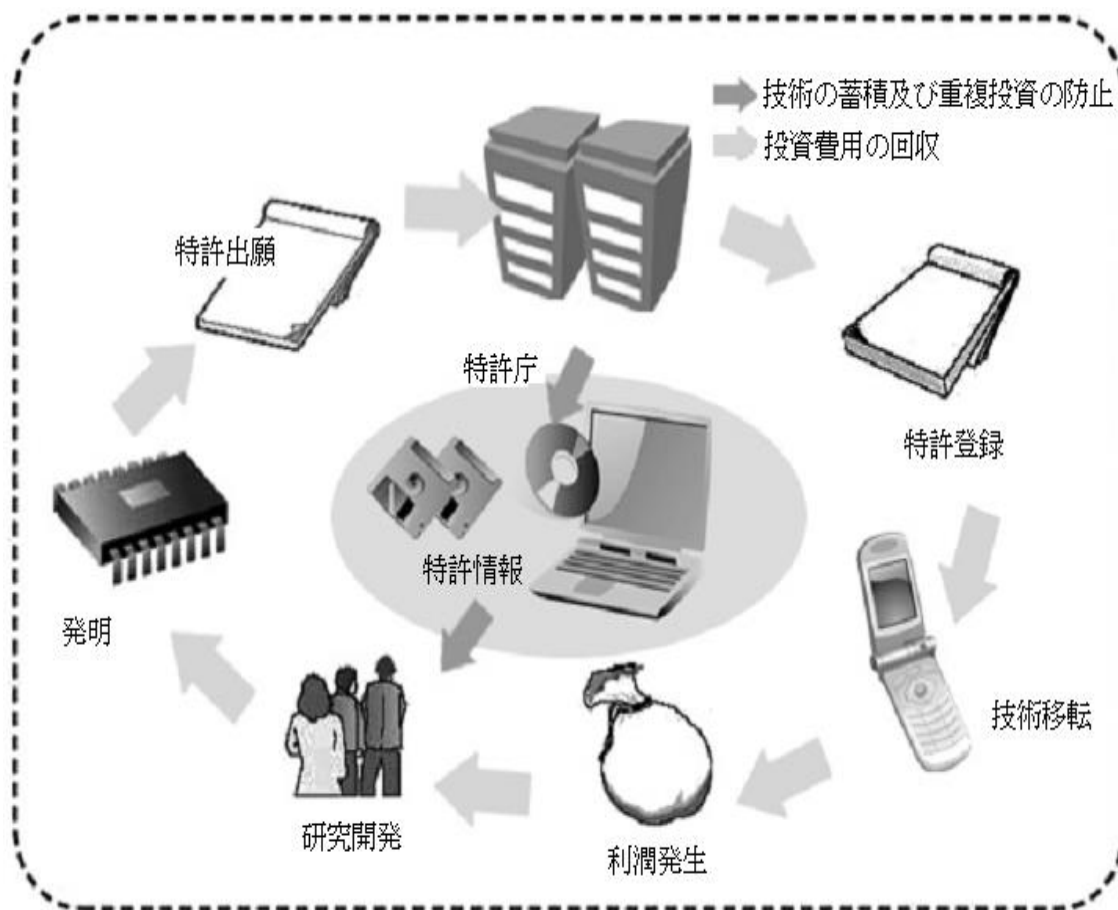 技術の蓄積及び重複投資の防止
投資費用の回収
特許出願
特許庁
特許登録
特許情報
発明
技術移転
研究開発
利潤発生